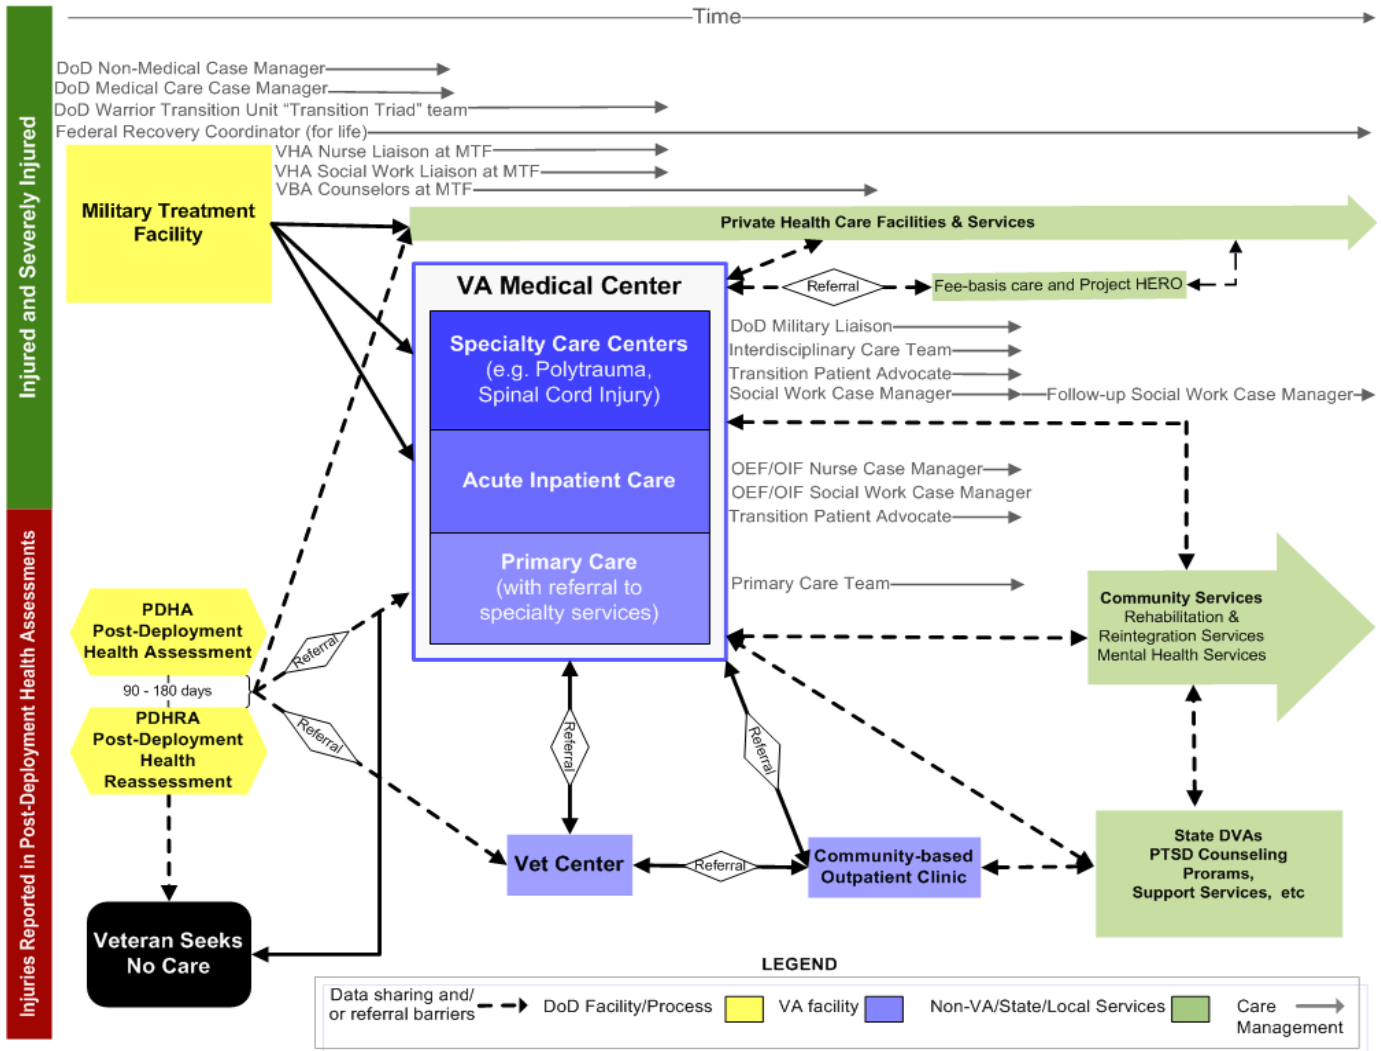 Time
Injured and Severely Injured
DoD Non-Medical Case Manager
DoD Medical Care Case Manager
DoD Warrior Transition Unit “Transition Triad” team
Federal Recovery Coordinator (for life)
VHA Nurse Liaison at MTF
VHA Social Work Liaison at MTF
VBA Counselors at MTF
Military Treatment
Facility
Private Health Care Facilities & Services
VA Medical Center
Referral
Fee-basis care and Project HERO
Specialty Care Centers
(e.g. Polytrauma,
Spinal Cord Injury)
DoD Military Liaison
Interdisciplinary Care Team
Transition Patient Advocate
Social Work Case Manager
Follow-up Social Work Case Manager
Acute Inpatient Care
OEF/OIF Nurse Case Manager
OEF/OIF Social Work Case Manager
Transition Patient Advocate
Primary Care
(with referral to
specialty services)
Primary Care Team
Injuries Reported in Post-Deployment Health Assessments
PDHA
Post-Deployment
Health Assessment
90 - 180 days
PDHRA
Post-Deployment
Health
Reassessment
Referral
Referral
Referral
Referral
Community Services
Rehabilitation &
Reintegration Services
Mental Health Services
Vet Center
Referral
Community-based
Outpatient Clinic
State DVAs
PTSD Counseling
Prorams,
Support Services, etc
Veteran Seeks
No Care
LEGEND
Data sharing and/
or referral barriers
DoD Facility/Process
VA facility
Non-VA/State/Local Services
Care
Management